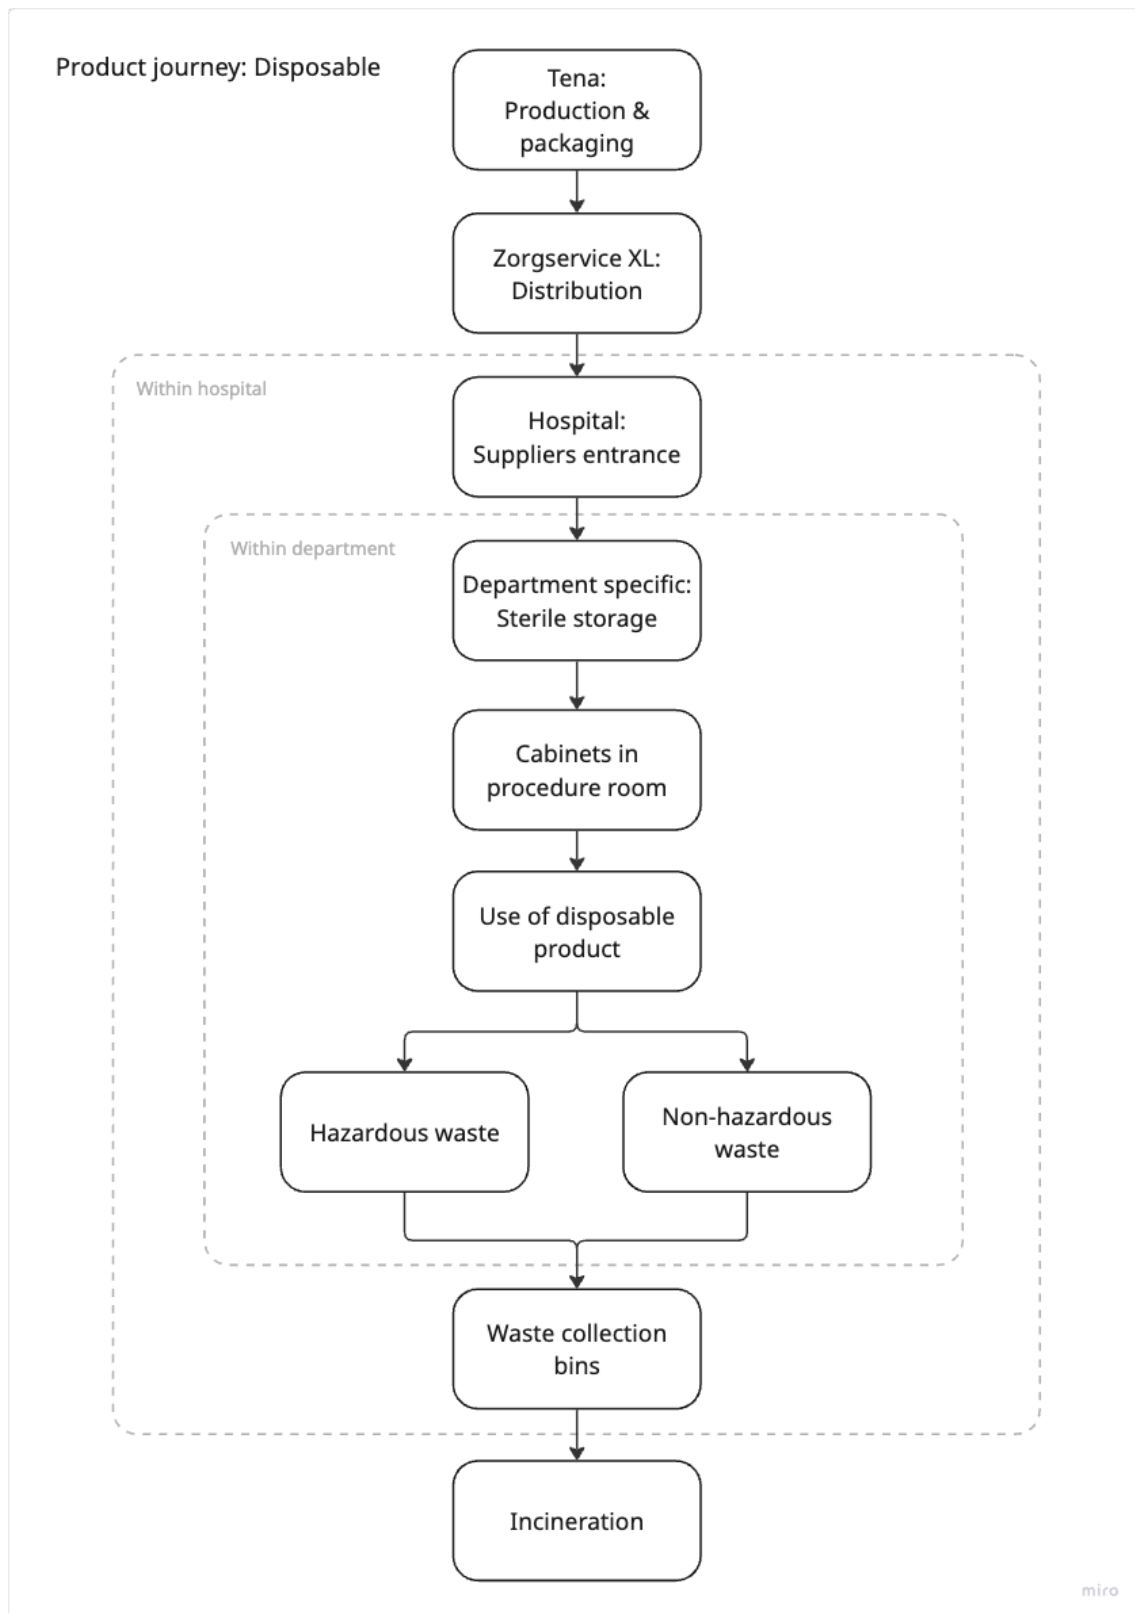 Product journey: Disposable
Tena:
Production &
packaging
Zorgservice XL:
Distribution
Within hospital
Hospital:
Suppliers entrance
Within department
Department specific:
Sterile storage
Cabinets in
procedure room
Use of disposable
product
Hazardous waste
Non-hazardous
waste
Waste collection
bins
Incineration
miro